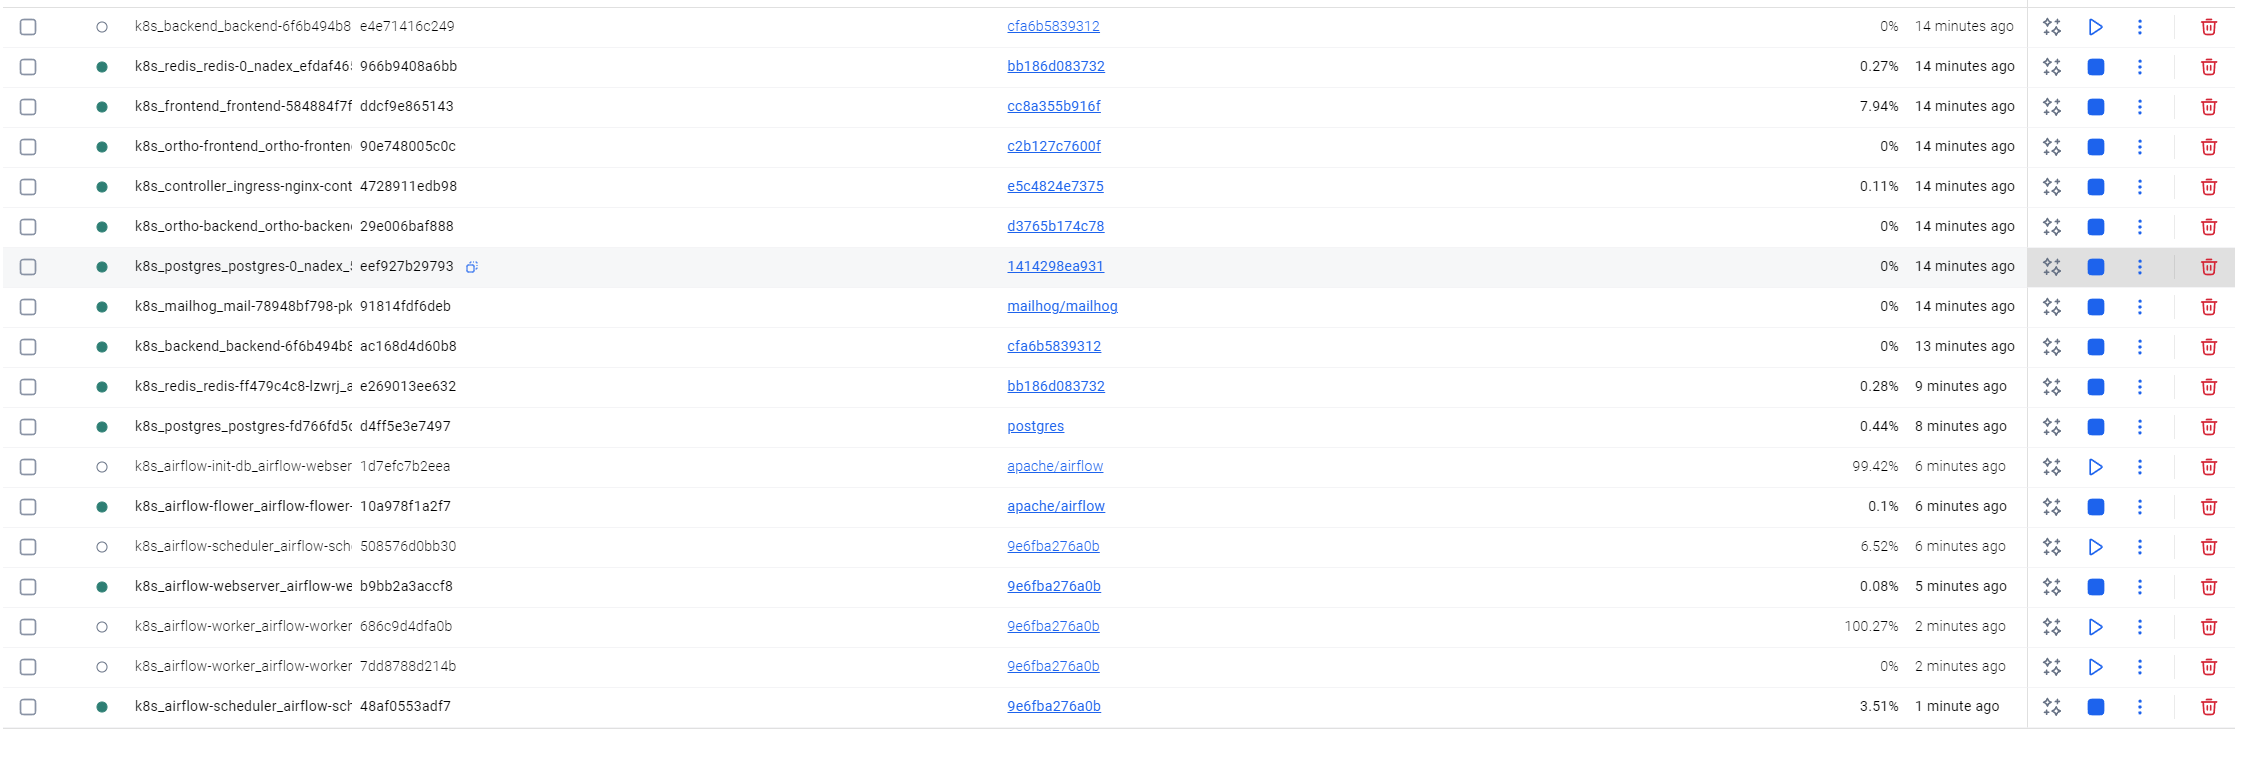 k8s_backend_backend-6f6b494b8 e4e71416c249 cfa6b5839312 0% 14 minutes ago
k8s_redis_redis-0_nadex_efdaf46 966b9408a6bb bb186d083732 0.27% 14 minutes ago
k8s_frontend_frontend-584884f7f ddcf9e865143 cc8a355b916f 7.94% 14 minutes ago
k8s_ortho-frontend_ortho-fronten 90e748005c0c c2b127c7600f 0% 14 minutes ago
k8s_controller_ingress-nginx-cont 4728911edb98 e5c4824e7375 0.11% 14 minutes ago
k8s_ortho-backend_ortho-backen 29e006baf888 d3765b174c78 0% 14 minutes ago
k8s_postgres_postgres-0_nadex_ eef927b29793 1414298ea931 0% 14 minutes ago
k8s_mailhog_mail-78948bf798-pk 91814fdf6deb mailhog/mailhog 0% 14 minutes ago
k8s_backend_backend-6f6b494b8 ac168d4d60b8 cfa6b5839312 0% 13 minutes ago
k8s_redis_redis-ff479c4c8-lzwrj_a e269013ee632 bb186d083732 0.28% 9 minutes ago
k8s_postgres_postgres-fd766fd5c d4ff5e3e7497 postgres 0.44% 8 minutes ago
k8s_airflow-init-db_airflow-webser 1d7efc7b2eea apache/airflow 99.42% 6 minutes ago
k8s_airflow-flower_airflow-flower- 10a978f1a2f7 apache/airflow 0.1% 6 minutes ago
k8s_airflow-scheduler_airflow-sch 508576d0bb30 9e6fba276a0b 6.52% 6 minutes ago
k8s_airflow-webserver_airflow-we b9bb2a3accf8 9e6fba276a0b 0.08% 5 minutes ago
k8s_airflow-worker_airflow-worker 686c9d4dfa0b 9e6fba276a0b 100.27% 2 minutes ago
k8s_airflow-worker_airflow-worker 7dd8788d214b 9e6fba276a0b 0% 2 minutes ago
k8s_airflow-scheduler_airflow-sch 48af0553adf7 9e6fba276a0b 3.51% 1 minute ago